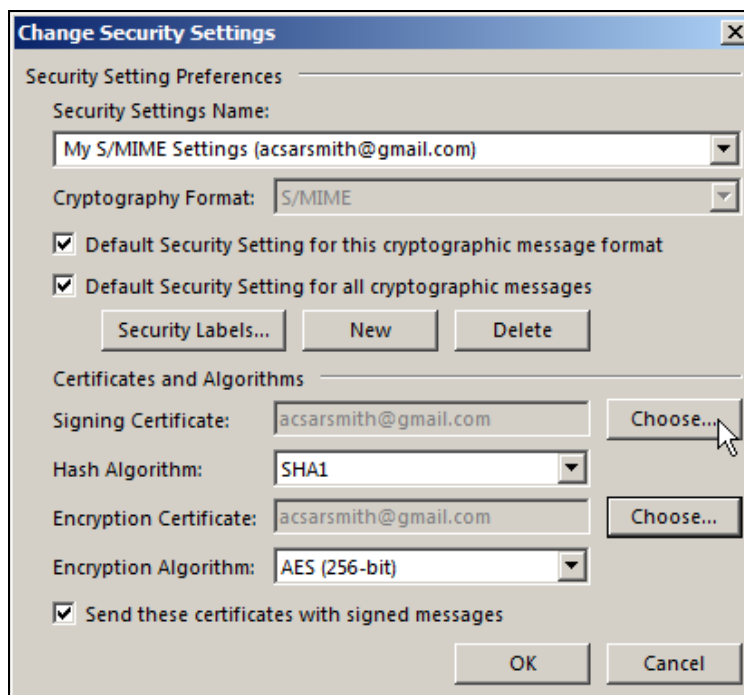 Change Security Settings
Security Setting Preferences
Security Settings Name:
My S/MIME Settings (acsarsmith@gmail.com)
Cryptography Format: S/MIME
Default Security Setting for this cryptographic message format
Default Security Setting for all cryptographic messages
Security Labels... New Delete
Certificates and Algorithms
Signing Certificate: acsarsmith@gmail.com Choose...
Hash Algorithm: SHA1
Encryption Certificate: acsarsmith@gmail.com Choose...
Encryption Algorithm: AES (256-bit)
Send these certificates with signed messages
OK Cancel